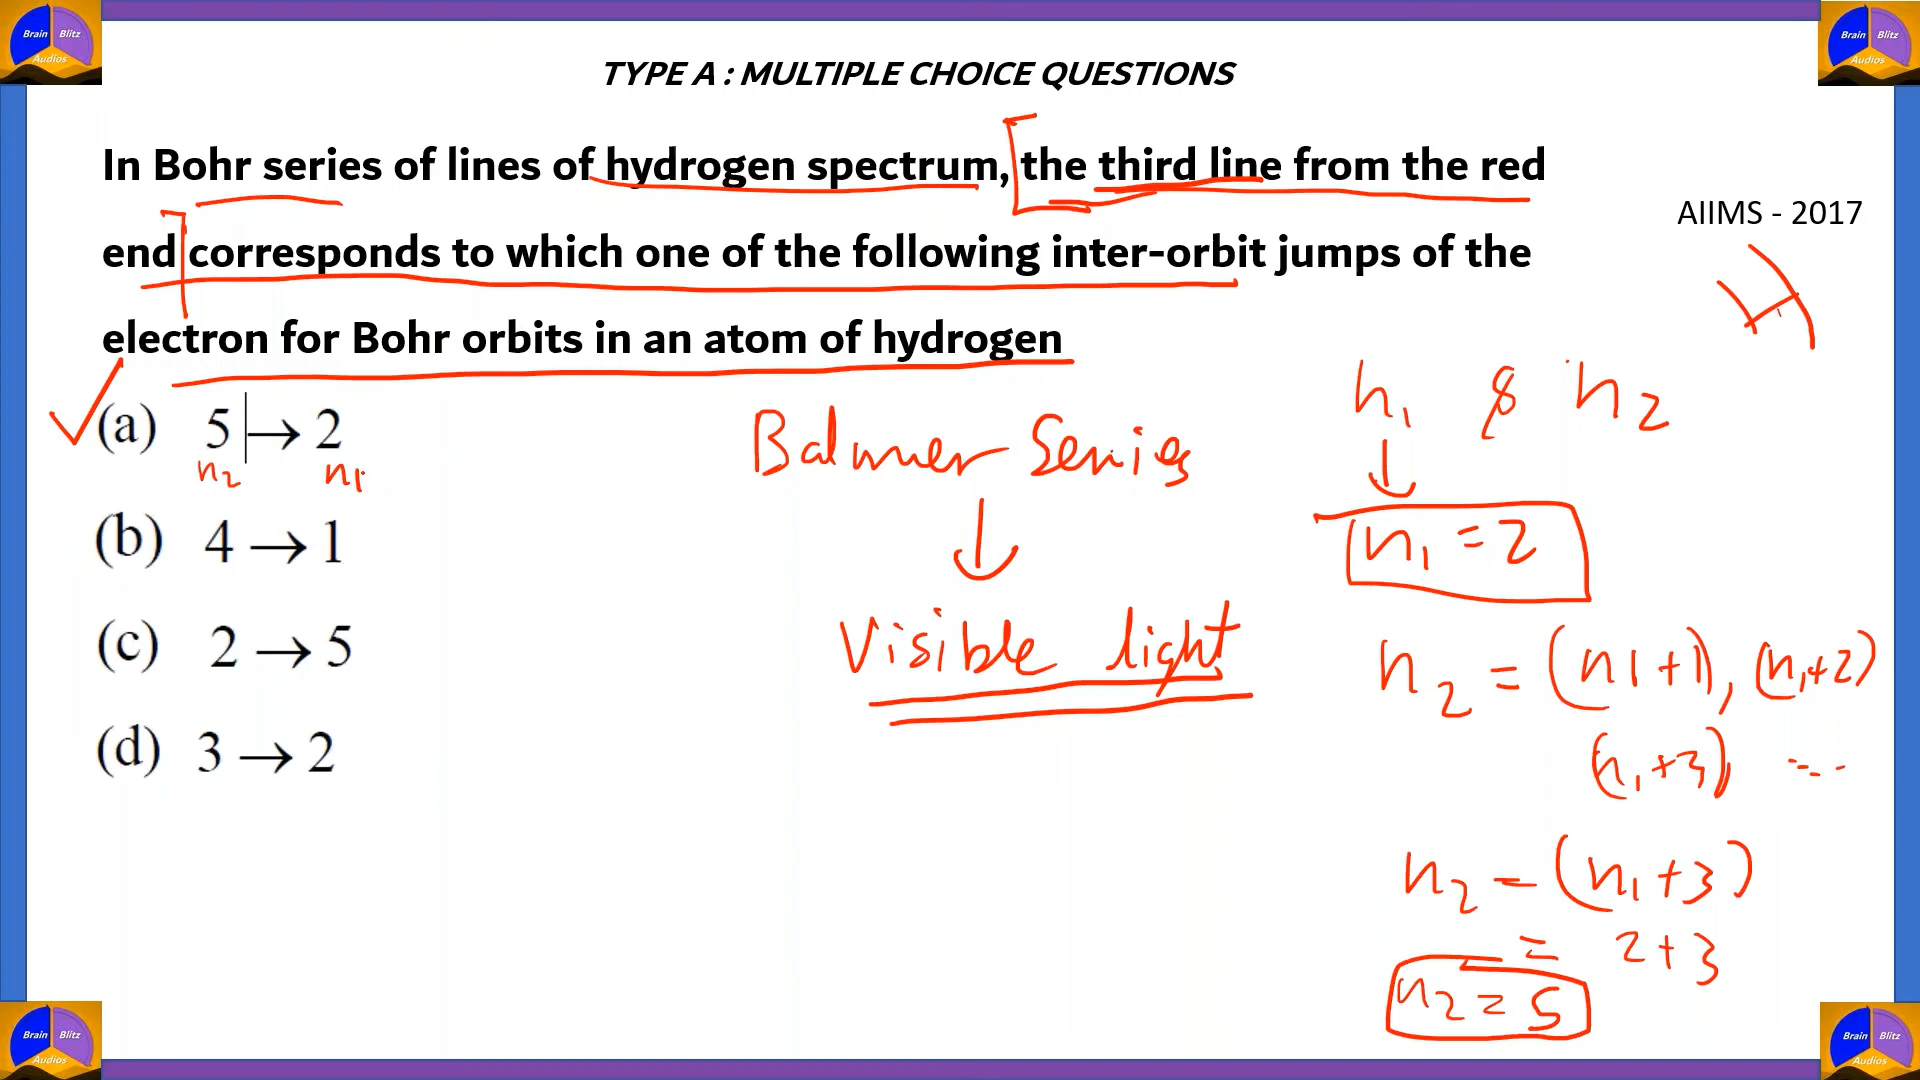 Brain Blitz
Audios
Brain Blitz
Audios
TYPE A : MULTIPLE CHOICE QUESTIONS
In Bohr series of lines of hydrogen spectrum, the third line from the red
end corresponds to which one of the following inter-orbit jumps of the
electron for Bohr orbits in an atom of hydrogen
AIIMS - 2017
(a) 5 → 2
n2 n1
(b) 4 → 1
(c) 2 → 5
(d) 3 → 2
Balmer Series
↓
Visible light
n1 & n2
↓
n1 = 2
n2 = (n1+1), (n1+2)
(n1+3), ---
n2 = (n1+3)
= 2+3
n2 = 5
Brain Blitz
Audios
Brain Blitz
Audios